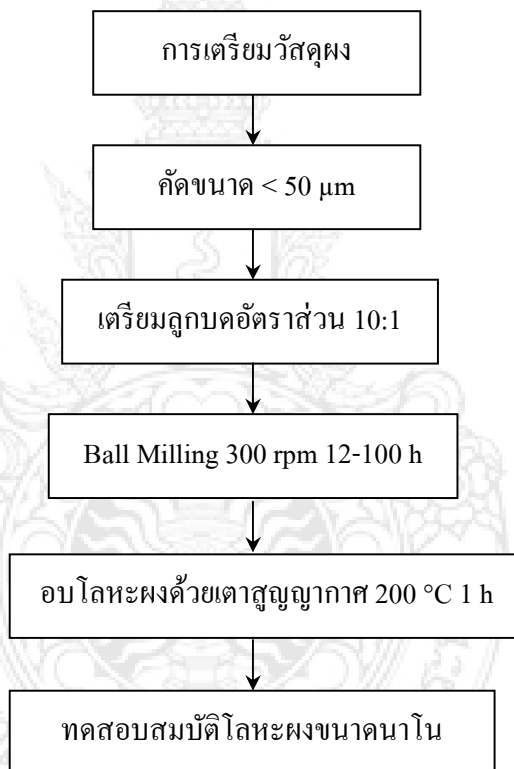 การเตรียมวัสดุผง
คัดขนาด < 50 µm
เตรียมลูกบดอัตราส่วน 10:1
Ball Milling 300 rpm 12-100 h
อบโลหะผงด้วยเตาสูญญากาศ 200 °C 1 h
ทดสอบสมบัติโลหะผงขนาดนาโน